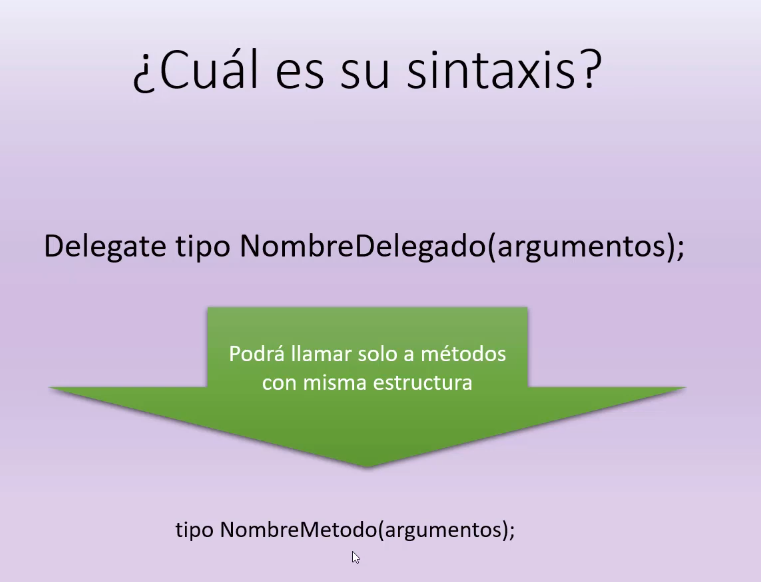 ¿Cuál es su sintaxis?
Delegate tipo NombreDelegado(argumentos);
Podrá llamar solo a métodos
con misma estructura
tipo NombreMetodo(argumentos);